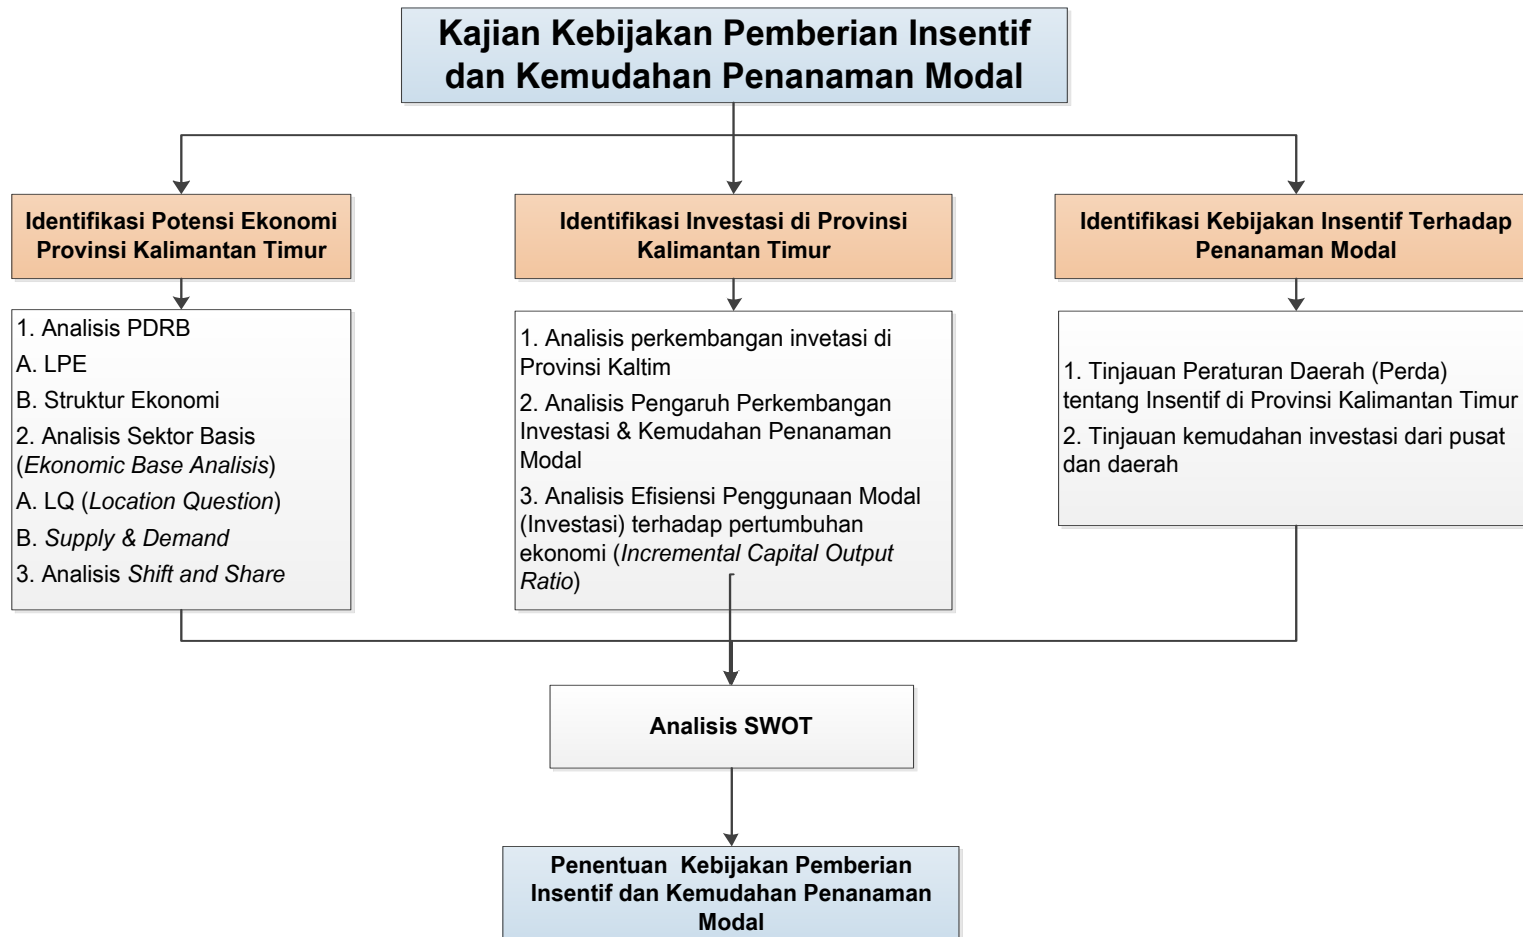 Kajian Kebijakan Pemberian Insentif
dan Kemudahan Penanaman Modal
Identifikasi Potensi Ekonomi
Provinsi Kalimantan Timur
1. Analisis PDRB
A. LPE
B. Struktur Ekonomi
2. Analisis Sektor Basis
(Ekonomic Base Analisis)
A. LQ (Location Question)
B. Supply & Demand
3. Analisis Shift and Share
Identifikasi Investasi di Provinsi
Kalimantan Timur
1. Analisis perkembangan invetasi di
Provinsi Kaltim
2. Analisis Pengaruh Perkembangan
Investasi & Kemudahan Penanaman
Modal
3. Analisis Efisiensi Penggunaan Modal
(Investasi) terhadap pertumbuhan
ekonomi (Incremental Capital Output
Ratio)
Identifikasi Kebijakan Insentif Terhadap
Penanaman Modal
1. Tinjauan Peraturan Daerah (Perda)
tentang Insentif di Provinsi Kalimantan Timur
2. Tinjauan kemudahan investasi dari pusat
dan daerah
Analisis SWOT
Penentuan Kebijakan Pemberian
Insentif dan Kemudahan Penanaman
Modal